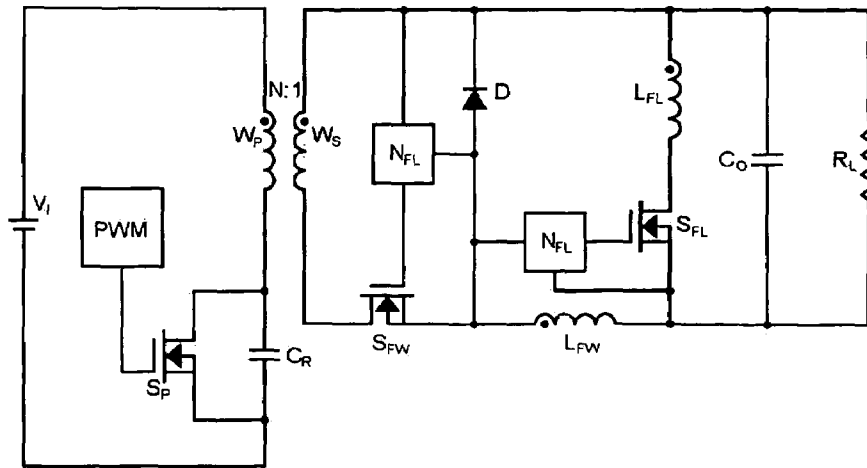 N:1
D
L_FL
W_P
W_S
N_FL
C_O
R_L
V_I
PWM
N_FL
S_FL
S_P
C_R
S_FW
L_FW